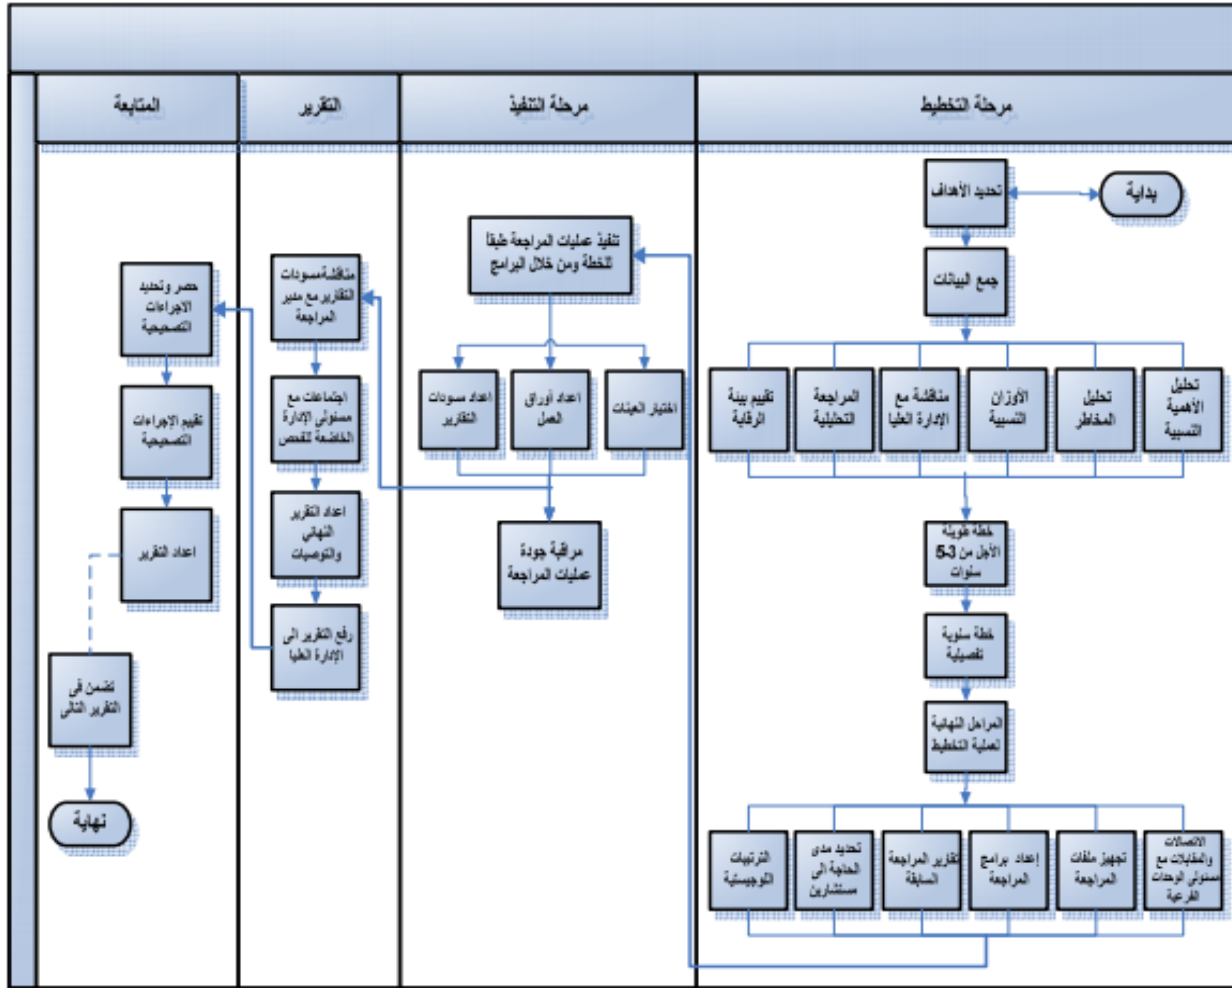 مرحلة التخطيط
مرحلة التنفيذ
التقرير
المتابعة
بداية
تحديد الأهداف
جمع البيانات
تحليل
الأهمية
النسبية
تحليل
المخاطر
الأوزان
النسبية
مناقشة مع
الإدارة العليا
المراجعة
التحليلية
تقييم بيئة
الرقابة
خطة طويلة
الأجل من 3-5
سنوات
خطة سنوية
تفصيلية
المراحل النهائية
لعملية التخطيط
الاتصالات
والمقابلات مع
مسئولي الوحدات
الفرعية
تجهيز ملفات
المراجعة
إعداد برامج
المراجعة
تقارير المراجعة
السابقة
تحديد مدى
الحاجة الى
مستشارين
الترتيبات
اللوجيستية
تنفيذ عمليات المراجعة طبقاً
للخطة ومن خلال البرامج
اختيار العينات
اعداد أوراق
العمل
اعداد مسودات
التقارير
مراقبة جودة
عمليات المراجعة
مناقشة مسودات
التقارير مع مدير
المراجعة
اجتماعات مع
مسئولى الإدارة
الخاضعة للفحص
اعداد التقرير
النهائي
والتوصيات
رفع التقرير الى
الإدارة العليا
حصر وتحديد
الاجراءات
التصحيحية
تقييم الإجراءات
التصحيحية
اعداد التقرير
تضمن فى
التقرير التالى
نهاية